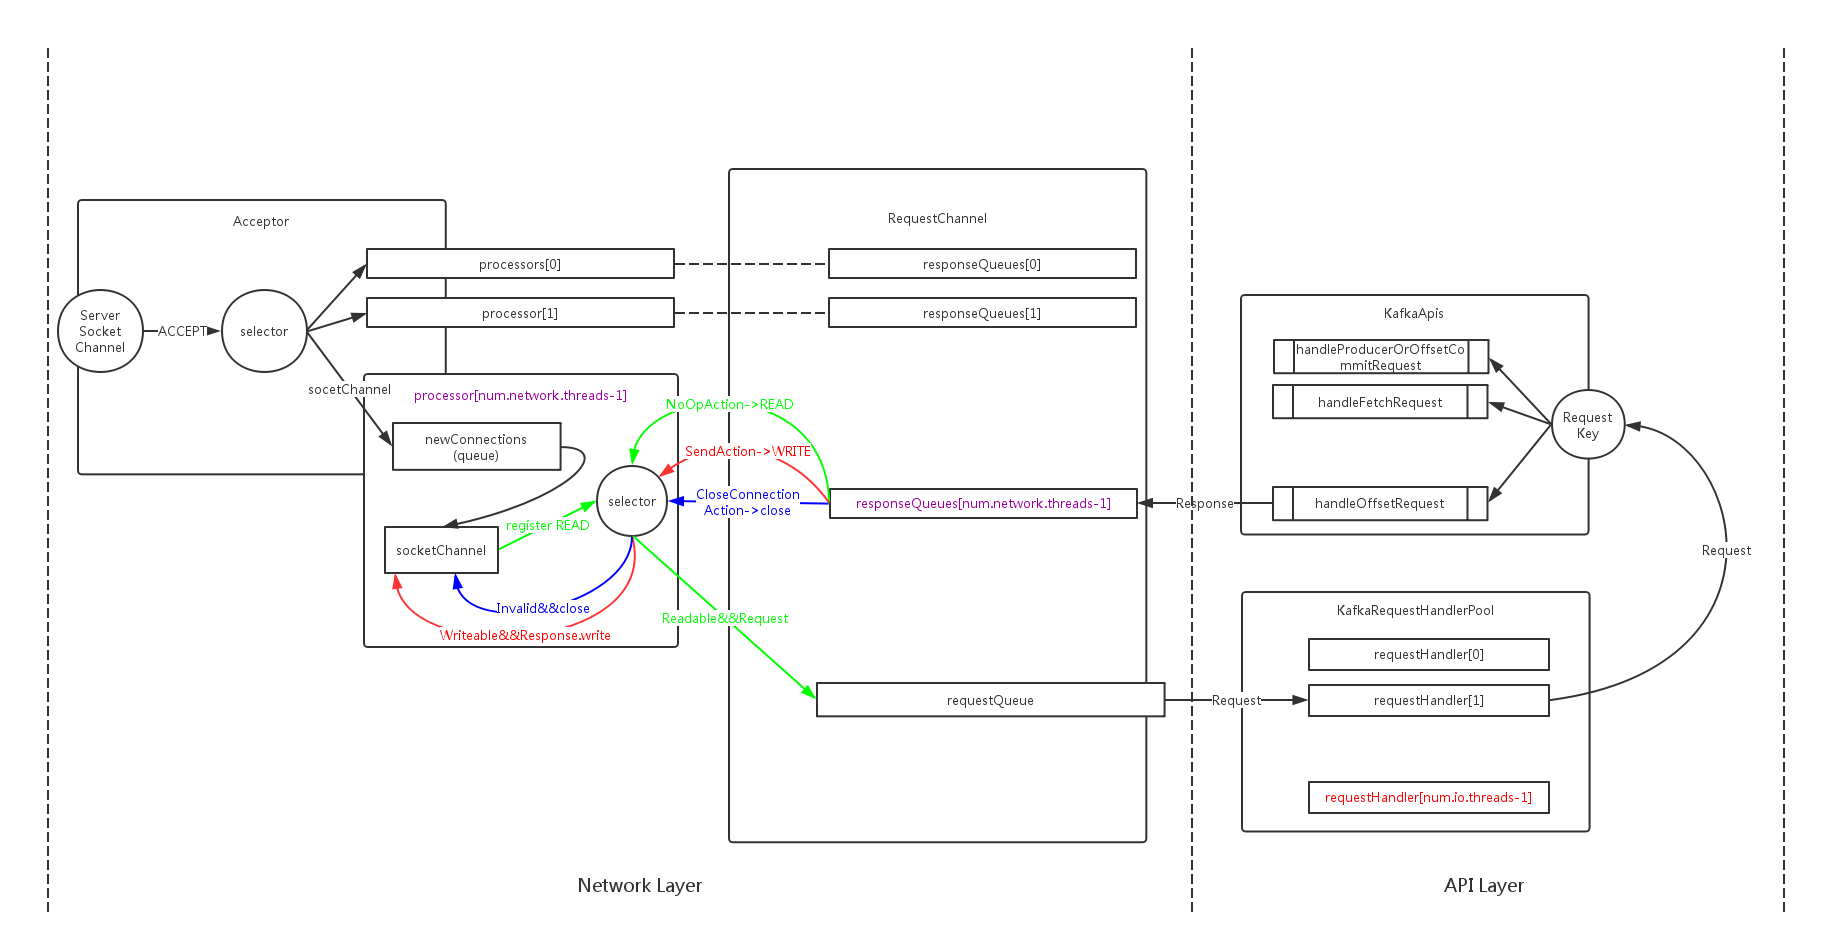 Acceptor
Server
Socket
Channel
ACCEPT
selector
socetChannel
processors[0]
processor[1]
processor[num.network.threads-1]
newConnections
(queue)
socketChannel
register READ
selector
Invalid&&close
Writeable&&Response.write
NoOpAction->READ
SendAction->WRITE
CloseConnection
Action->close
Readable&&Request
RequestChannel
responseQueues[0]
responseQueues[1]
responseQueues[num.network.threads-1]
requestQueue
Response
Request
KafkaApis
handleProducerOrOffsetCo
mmitRequest
handleFetchRequest
handleOffsetRequest
Request
Key
Request
KafkaRequestHandlerPool
requestHandler[0]
requestHandler[1]
requestHandler[num.io.threads-1]
Network Layer
API Layer